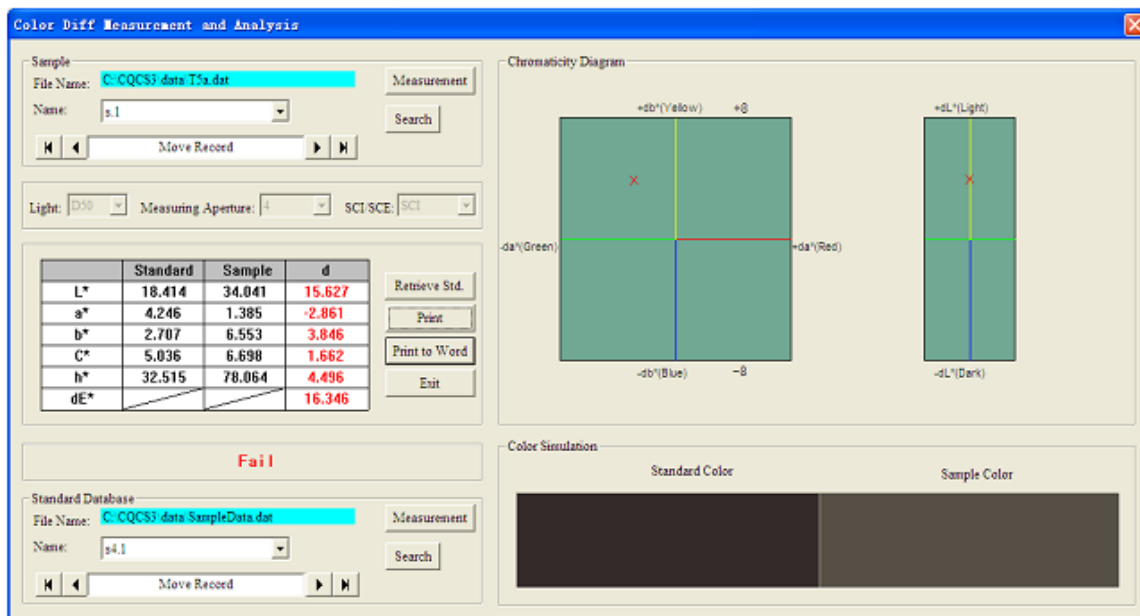 Color Diff Measurement and Analysis
Sample
File Name: C:\CQCS3\data\T5a.dat
Measurement
Name: s.1
Search
Move Record
Light: D50 Measuring Aperture: 4 SCI/SCE: SCI
Standard Sample d
L* 18.414 34.041 15.627
a* 4.246 1.385 -2.861
b* 2.707 6.553 3.846
C* 5.036 6.698 1.662
h* 32.515 78.064 4.496
dE* 16.346
Retrieve Std.
Print
Print to Word
Exit
Fail
Standard Database
File Name: C:\CQCS3\data\SampleData.dat
Measurement
Name: s4.1
Search
Move Record
Chromaticity Diagram
+db*(Yellow) +8
-da*(Green) +da*(Red)
-db*(Blue) -8
+dL*(Light)
-dL*(Dark)
Color Simulation
Standard Color Sample Color